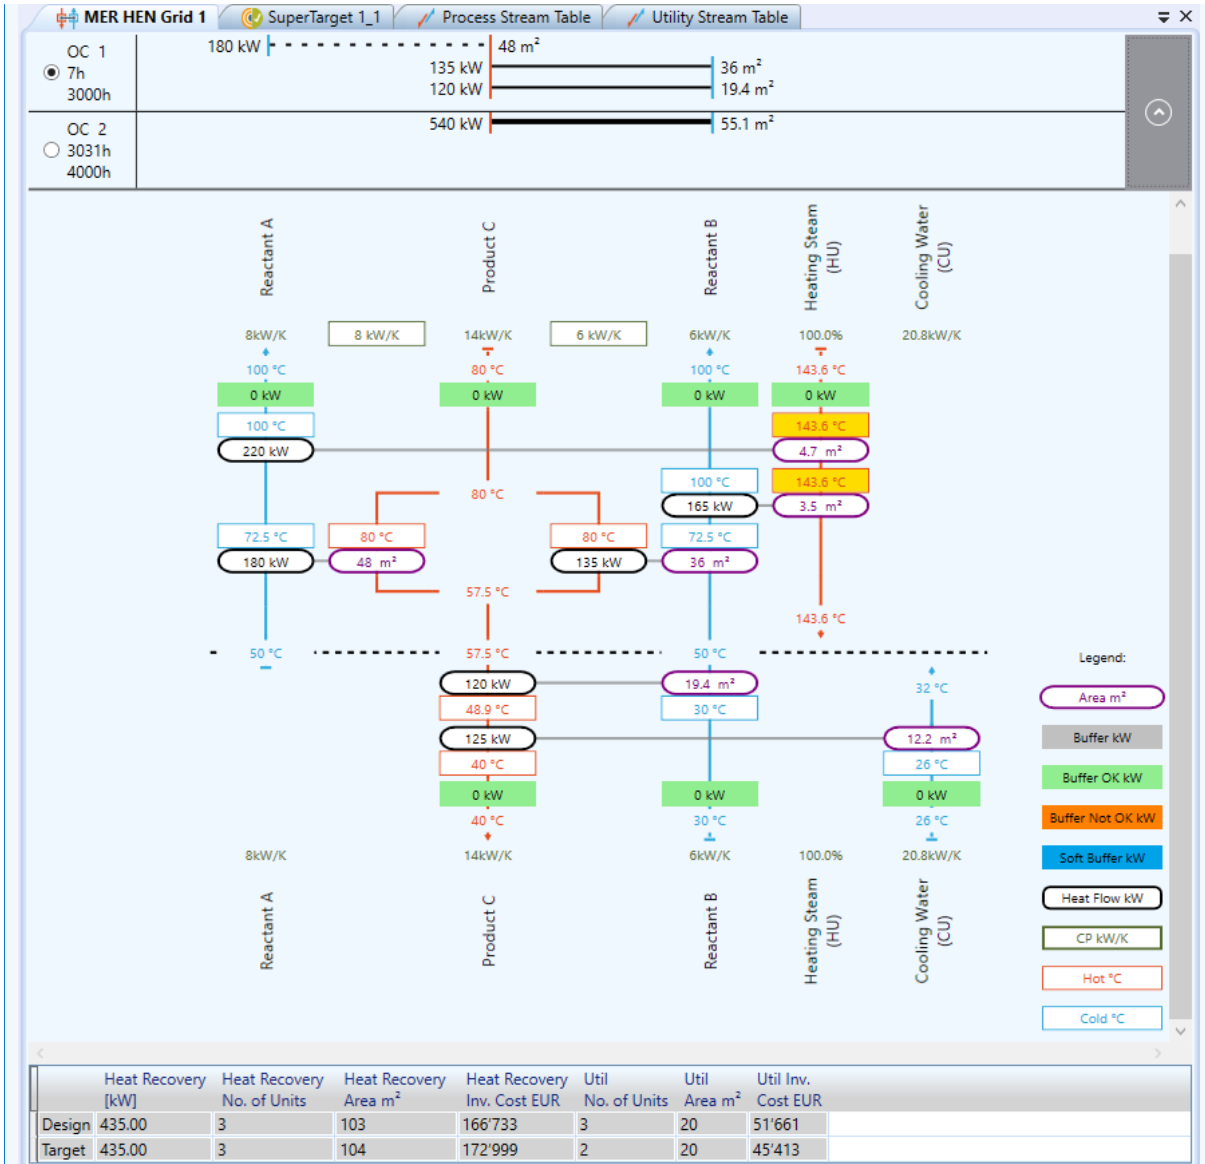 MER HEN Grid 1 SuperTarget 1_1 Process Stream Table Utility Stream Table
OC 1
7h
3000h
180 kW 48 m²
135 kW 36 m²
120 kW 19.4 m²
OC 2
3031h
4000h
540 kW 55.1 m²
Reactant A
Product C
Reactant B
Heating Steam
(HU)
Cooling Water
(CU)
8kW/K 8 kW/K 14kW/K 6 kW/K 6kW/K 100.0% 20.8kW/K
100 °C 80 °C 100 °C 143.6 °C
0 kW 0 kW 0 kW 0 kW
100 °C 143.6 °C
220 kW 4.7 m²
100 °C 143.6 °C
80 °C
165 kW 3.5 m²
72.5 °C 80 °C 80 °C 72.5 °C
180 kW 48 m² 135 kW 36 m²
57.5 °C
143.6 °C
50 °C 57.5 °C 50 °C
Legend:
120 kW 19.4 m²
32 °C
Area m²
48.9 °C 30 °C
125 kW 12.2 m²
Buffer kW
40 °C 26 °C
Buffer OK kW
0 kW 0 kW 0 kW
40 °C 30 °C 26 °C
Buffer Not OK kW
8kW/K 14kW/K 6kW/K 100.0% 20.8kW/K
Soft Buffer kW
Heat Flow kW
CP kW/K
Hot °C
Cold °C
Reactant A
Product C
Reactant B
Heating Steam
(HU)
Cooling Water
(CU)
Heat Recovery Heat Recovery Heat Recovery Heat Recovery Util Util Util Inv.
[kW] No. of Units Area m² Inv. Cost EUR No. of Units Area m² Cost EUR
Design 435.00 3 103 166'733 3 20 51'661
Target 435.00 3 104 172'999 2 20 45'413